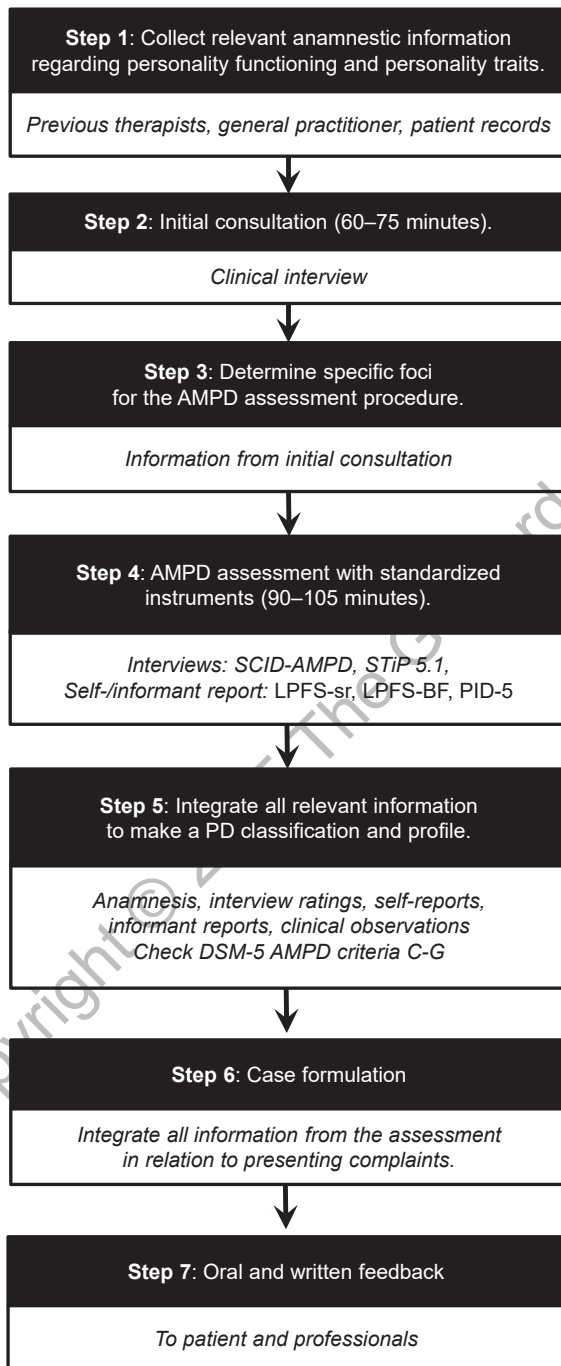 Step 1: Collect relevant anamnestic information
regarding personality functioning and personality traits.
Previous therapists, general practitioner, patient records
Step 2: Initial consultation (60–75 minutes).
Clinical interview
Step 3: Determine specific foci
for the AMPD assessment procedure.
Information from initial consultation
Step 4: AMPD assessment with standardized
instruments (90–105 minutes).
Interviews: SCID-AMPD, STiP 5.1,
Self-/informant report: LPFS-sr, LPFS-BF, PID-5
Step 5: Integrate all relevant information
to make a PD classification and profile.
Anamnesis, interview ratings, self-reports,
informant reports, clinical observations
Check DSM-5 AMPD criteria C-G
Step 6: Case formulation
Integrate all information from the assessment
in relation to presenting complaints.
Step 7: Oral and written feedback
To patient and professionals
© The